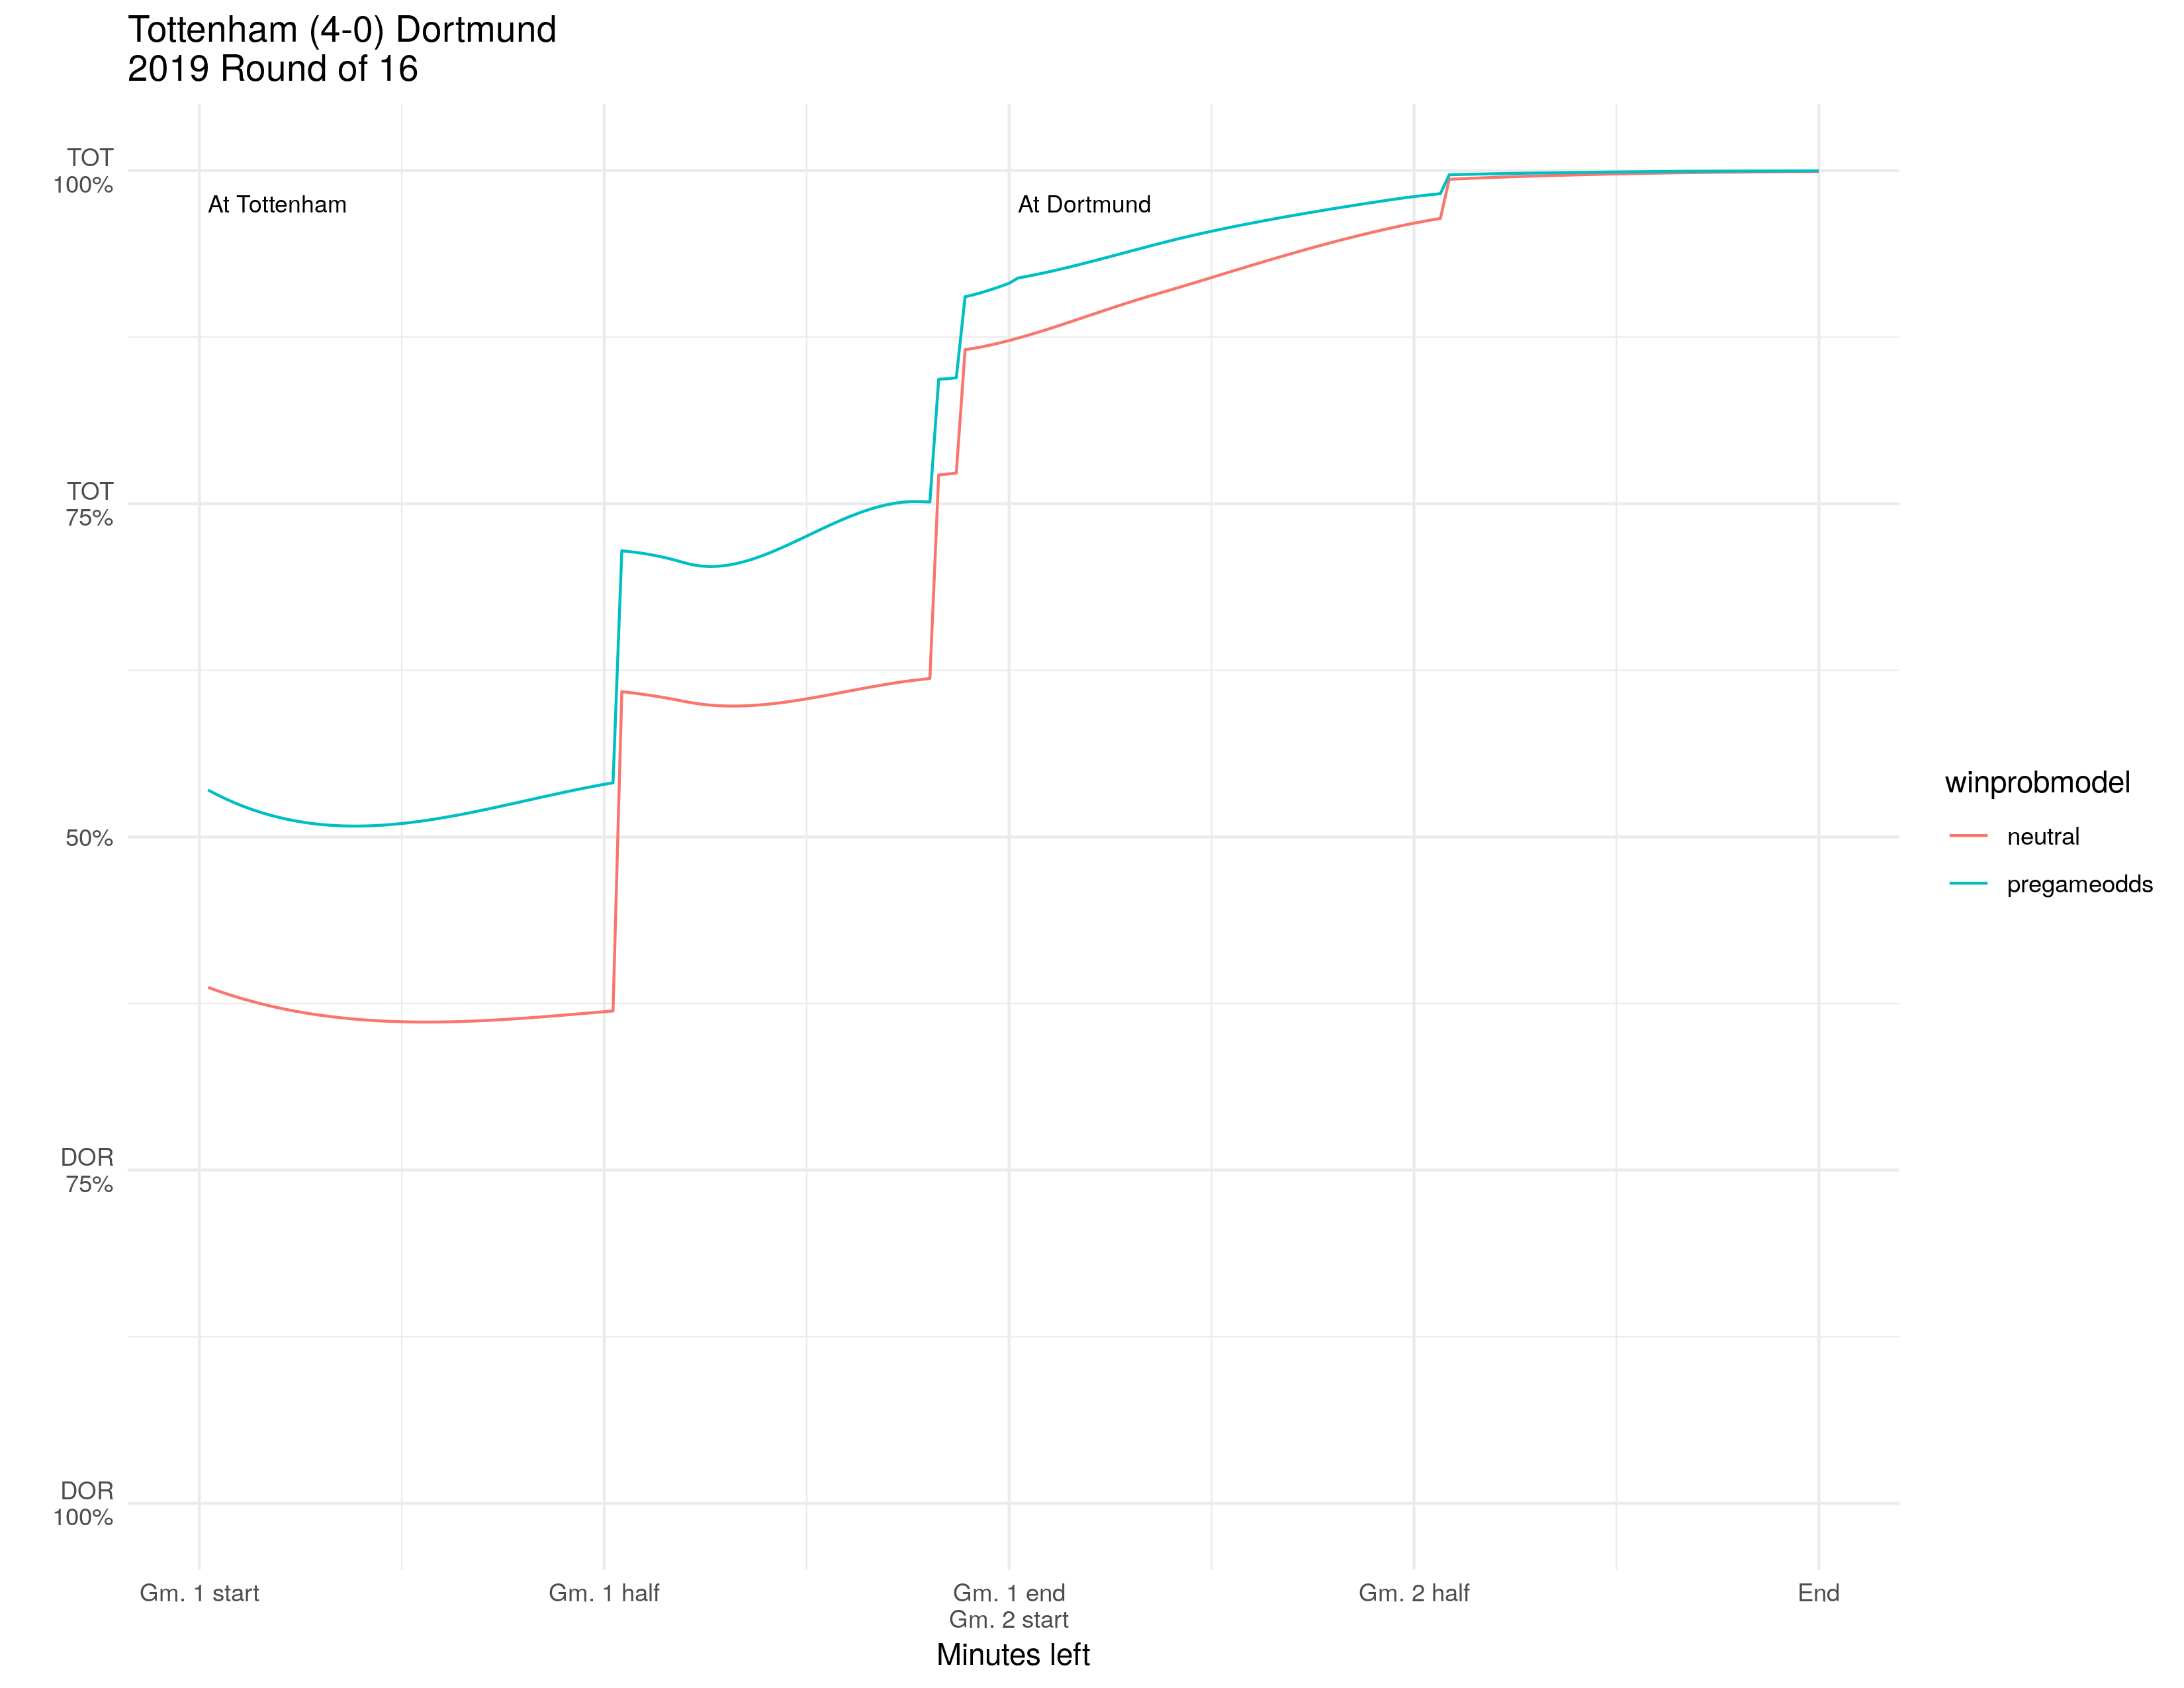 Tottenham (4-0) Dortmund
2019 Round of 16
TOT
100%
At Tottenham
At Dortmund
TOT
75%
50%
DOR
75%
DOR
100%
winprobmodel
neutral
pregameodds
Gm. 1 start
Gm. 1 half
Gm. 1 end
Gm. 2 start
Gm. 2 half
End
Minutes left